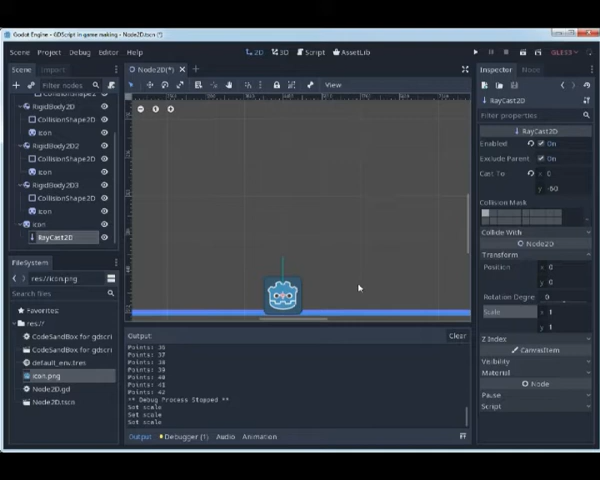 Godot Engine - GDScript in game making - Node2D.tscn (*)
Scene Project Debug Editor Help
2D 3D Script AssetLib
GLES3
Scene Import
Filter nodes
CollisionShape2D
RigidBody2D
CollisionShape2D
icon
RigidBody2D2
CollisionShape2D
icon
RigidBody2D3
CollisionShape2D
icon
icon
RayCast2D
FileSystem
res://icon.png
Search files
Favorites:
res://
CodeSandBox for gdscri
CodeSandBox for gdscri
default_env.tres
icon.png
Node2D.gd
Node2D.tscn
Node2D(*)
View
Output:
Clear
Points: 36
Points: 37
Points: 38
Points: 39
Points: 40
Points: 41
Points: 42
** Debug Process Stopped **
Set scale
Set scale
Set scale
Output Debugger (1) Audio Animation
Inspector Node
RayCast2D
Filter properties
RayCast2D
Enabled On
Exclude Parent On
Cast To x 0
y -50
Collision Mask
Collide With
Node2D
Transform
Position x 0
y 0
Rotation Degre 0
Scale x 1
y 1
Z Index
CanvasItem
Visibility
Material
Node
Pause
Script